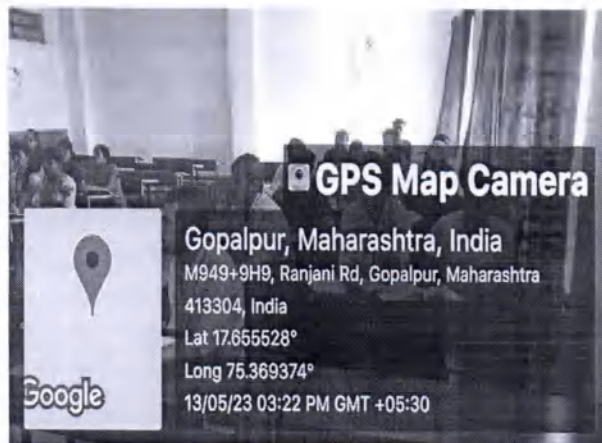 GPS Map Camera
Gopalpur, Maharashtra, India
M949+9H9, Ranjani Rd, Gopalpur, Maharashtra
413304, India
Lat 17.655528°
Long 75.369374°
13/05/23 03:22 PM GMT +05:30
Google